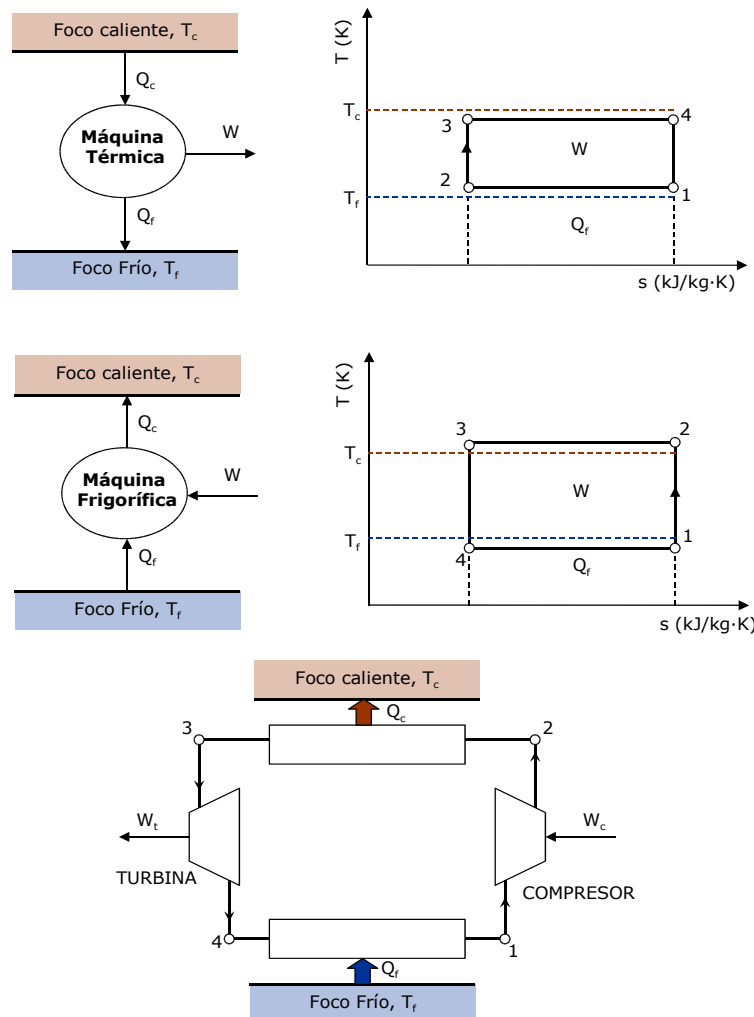 Foco caliente, Tc
Qc
Máquina
Térmica
W
Qf
Foco Frío, Tf
T (K)
Tc
3
4
W
2
1
Tf
Qf
s (kJ/kg·K)
Foco caliente, Tc
Qc
Máquina
Frigorífica
W
Qf
Foco Frío, Tf
T (K)
3
2
Tc
W
Tf
1
4
Qf
s (kJ/kg·K)
Foco caliente, Tc
Qc
3
2
Wt
Wc
TURBINA
COMPRESOR
4
1
Qf
Foco Frío, Tf